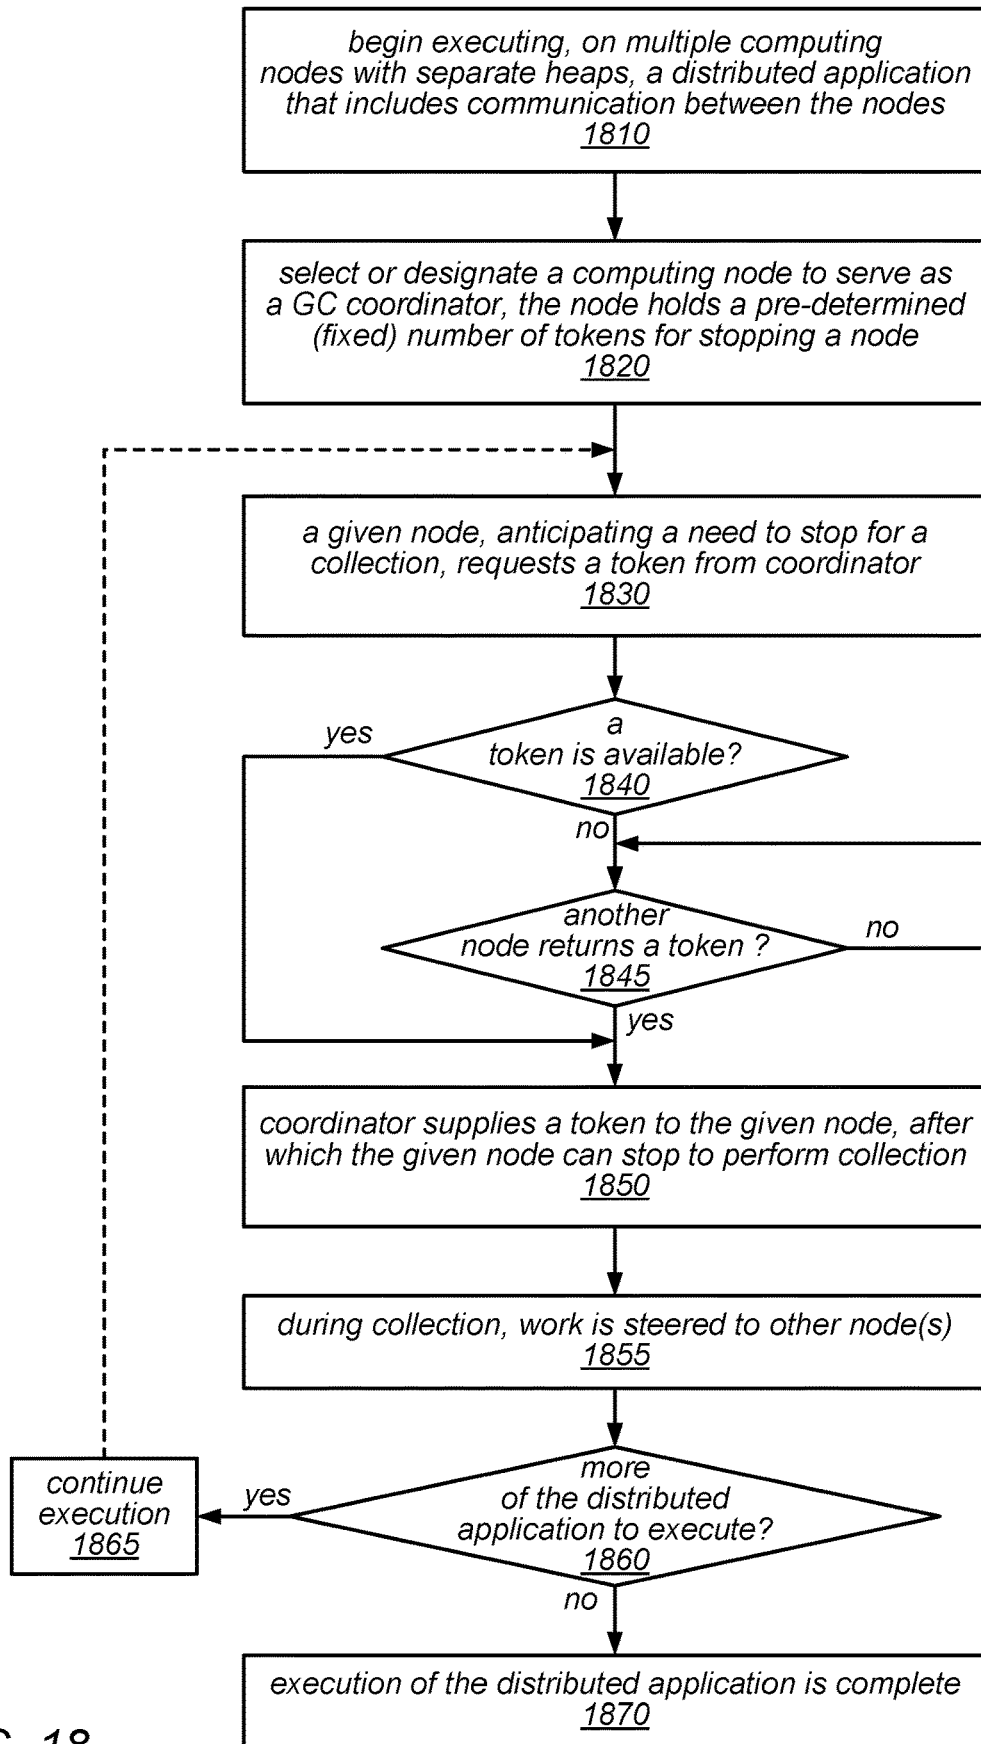 begin executing, on multiple computing
nodes with separate heaps, a distributed application
that includes communication between the nodes
1810
select or designate a computing node to serve as
a GC coordinator, the node holds a pre-determined
(fixed) number of tokens for stopping a node
1820
a given node, anticipating a need to stop for a
collection, requests a token from coordinator
1830
yes
a
token is available?
1840
no
another
node returns a token ?
1845
no
yes
coordinator supplies a token to the given node, after
which the given node can stop to perform collection
1850
during collection, work is steered to other node(s)
1855
continue
execution
1865
yes
more
of the distributed
application to execute?
1860
no
execution of the distributed application is complete
1870
18